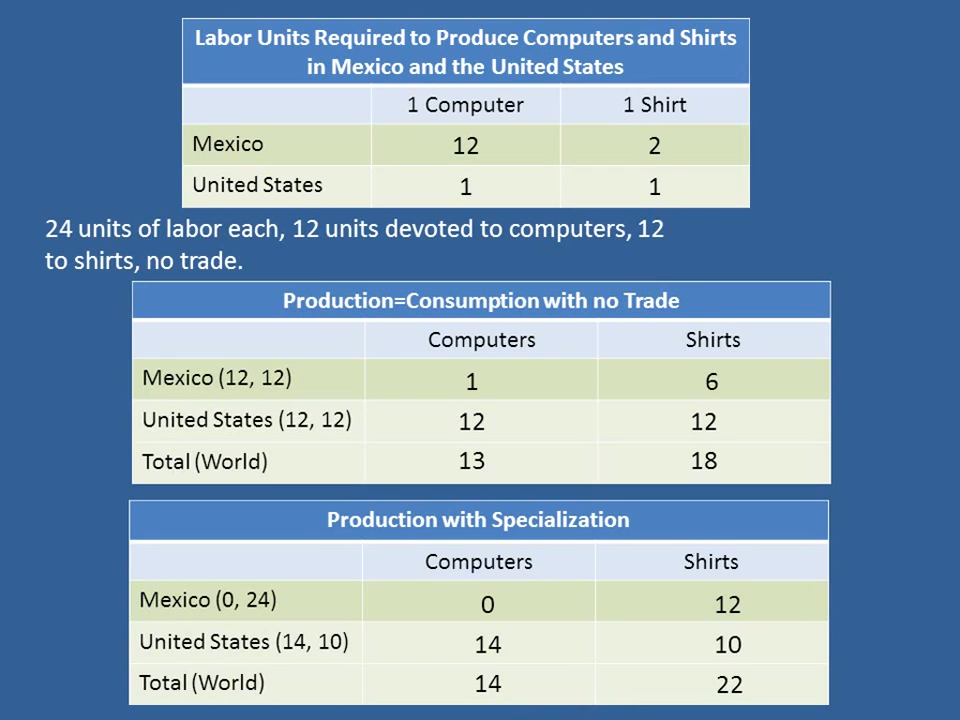 Labor Units Required to Produce Computers and Shirts
in Mexico and the United States
1 Computer 1 Shirt
Mexico 12 2
United States 1 1
24 units of labor each, 12 units devoted to computers, 12
to shirts, no trade.
Production=Consumption with no Trade
Computers Shirts
Mexico (12, 12) 1 6
United States (12, 12) 12 12
Total (World) 13 18
Production with Specialization
Computers Shirts
Mexico (0, 24) 0 12
United States (14, 10) 14 10
Total (World) 14 22